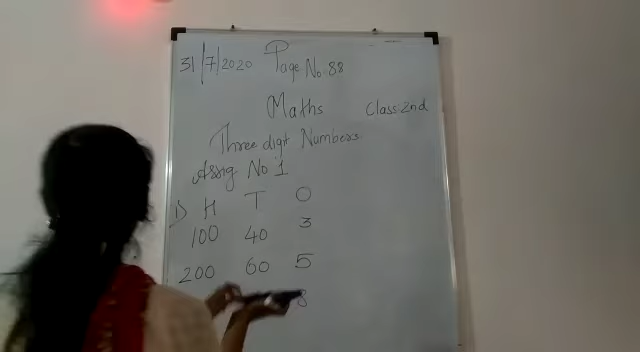 31/7/2020 Page No. 88
Maths Class: 2nd
Three digit Numbers
Assig No 1
1) H T O
100 40 3
200 60 5
8